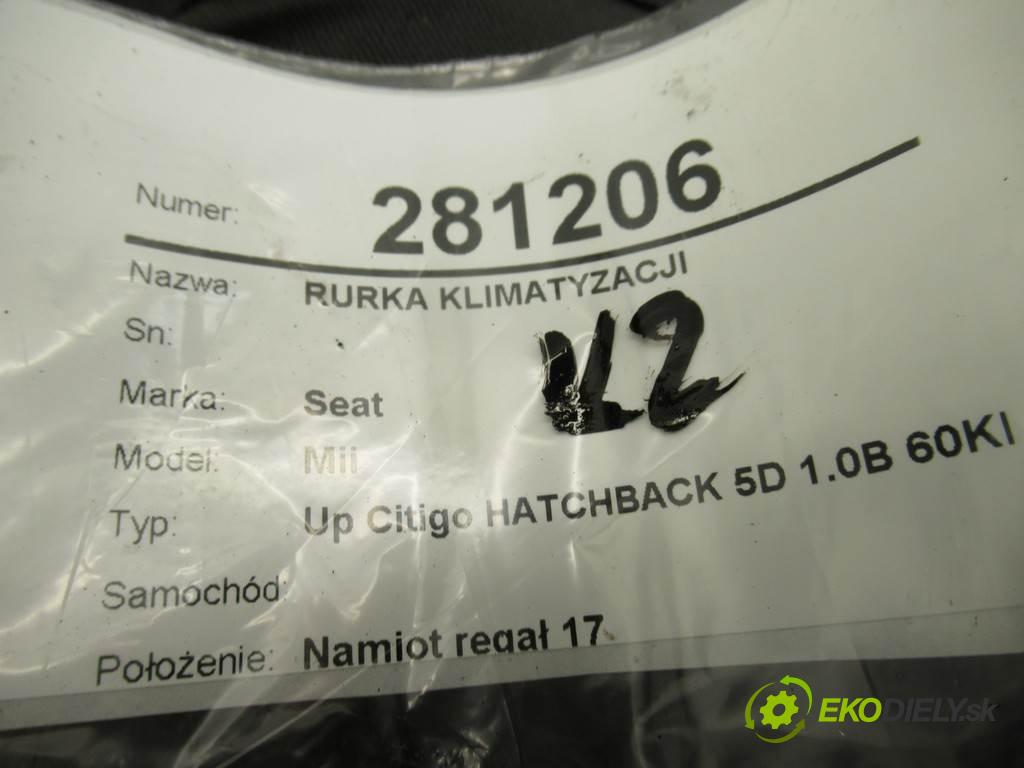 Numer: 281206
Nazwa: RURKA KLIMATYZACJI
Sn:
Marka: Seat
Model: Mii
Typ: Up Citigo HATCHBACK 5D 1.0B 60KI
Samochód:
Położenie: Namiot regał 17
EKODIELY.sk